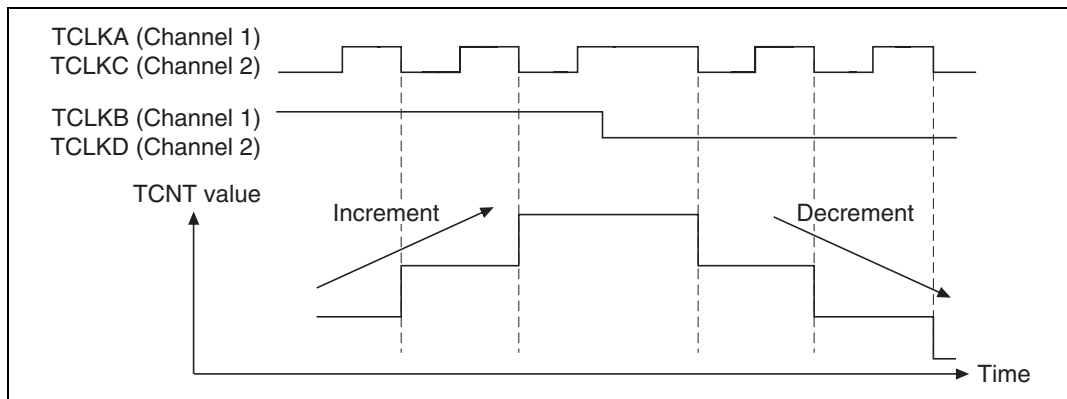 TCLKA (Channel 1)
TCLKC (Channel 2)
TCLKB (Channel 1)
TCLKD (Channel 2)
TCNT value
Increment
Decrement
Time